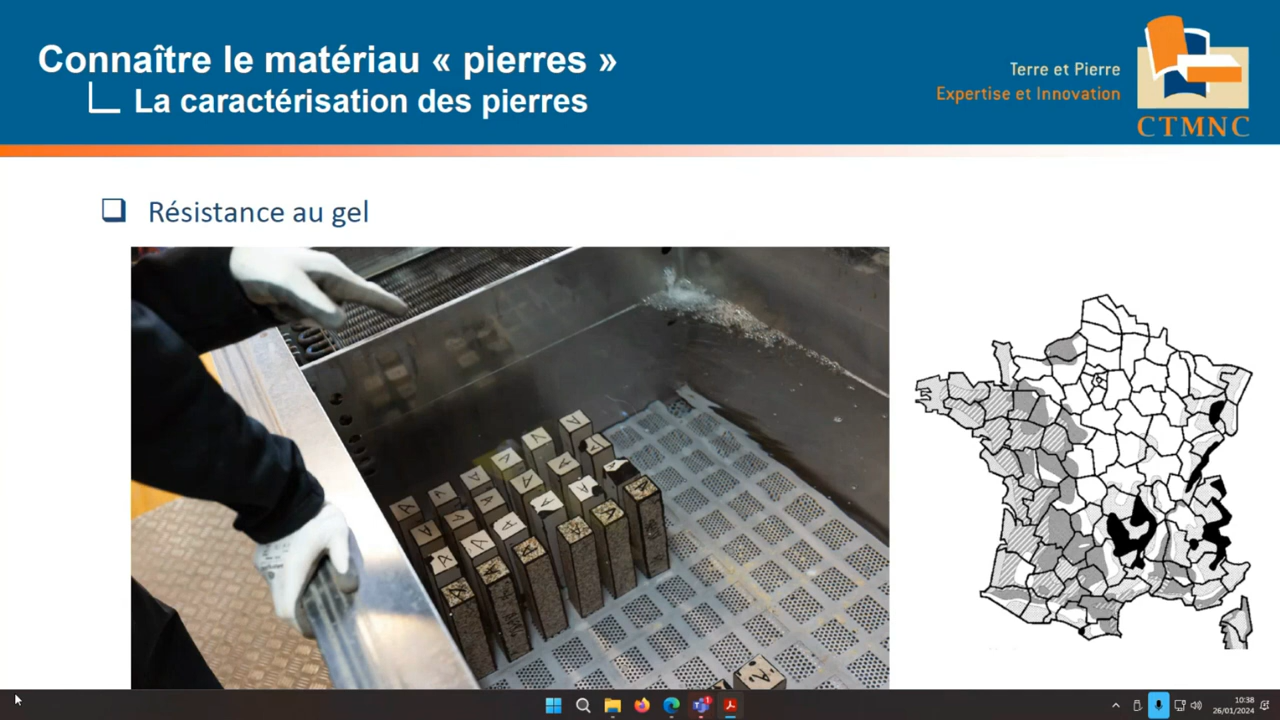 Connaître le matériau « pierres »
La caractérisation des pierres
Terre et Pierre
Expertise et Innovation
CTMNC
Résistance au gel
10:38
26/01/2024